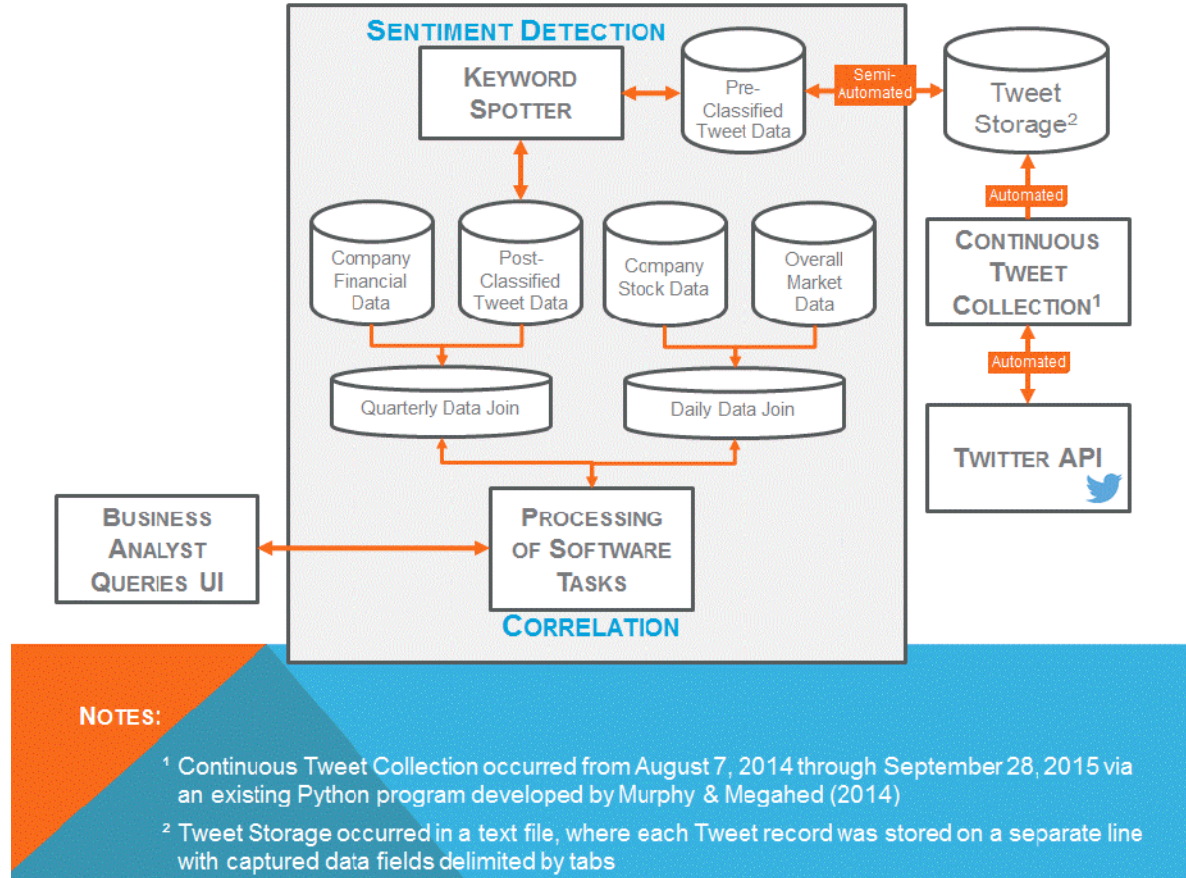 SENTIMENT DETECTION
KEYWORD
SPOTTER
Pre-
Classified
Tweet Data
Semi-
Automated
Tweet
Storage²
Automated
CONTINUOUS
TWEET
COLLECTION¹
Automated
TWITTER API
Company
Financial
Data
Post-
Classified
Tweet Data
Company
Stock Data
Overall
Market
Data
Quarterly Data Join
Daily Data Join
BUSINESS
ANALYST
QUERIES UI
PROCESSING
OF SOFTWARE
TASKS
CORRELATION
NOTES:
¹ Continuous Tweet Collection occurred from August 7, 2014 through September 28, 2015 via
an existing Python program developed by Murphy & Megahed (2014)
² Tweet Storage occurred in a text file, where each Tweet record was stored on a separate line
with captured data fields delimited by tabs